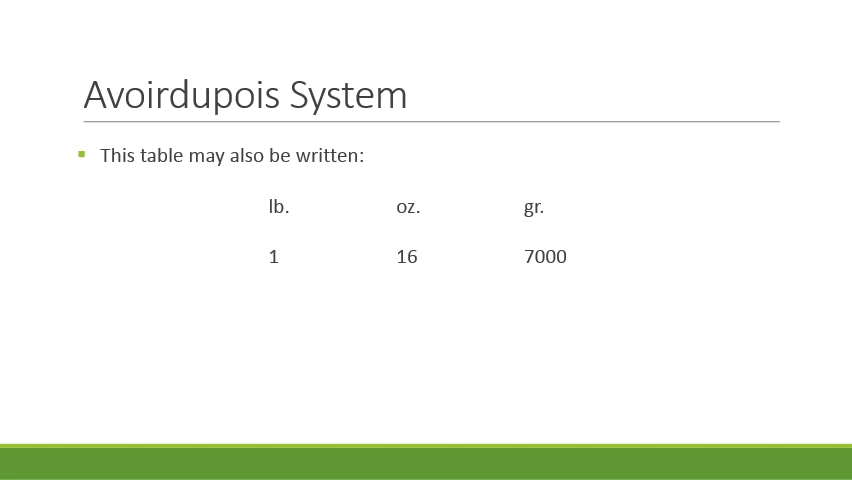 Avoirdupois System
This table may also be written:
lb. oz. gr.
1 16 7000